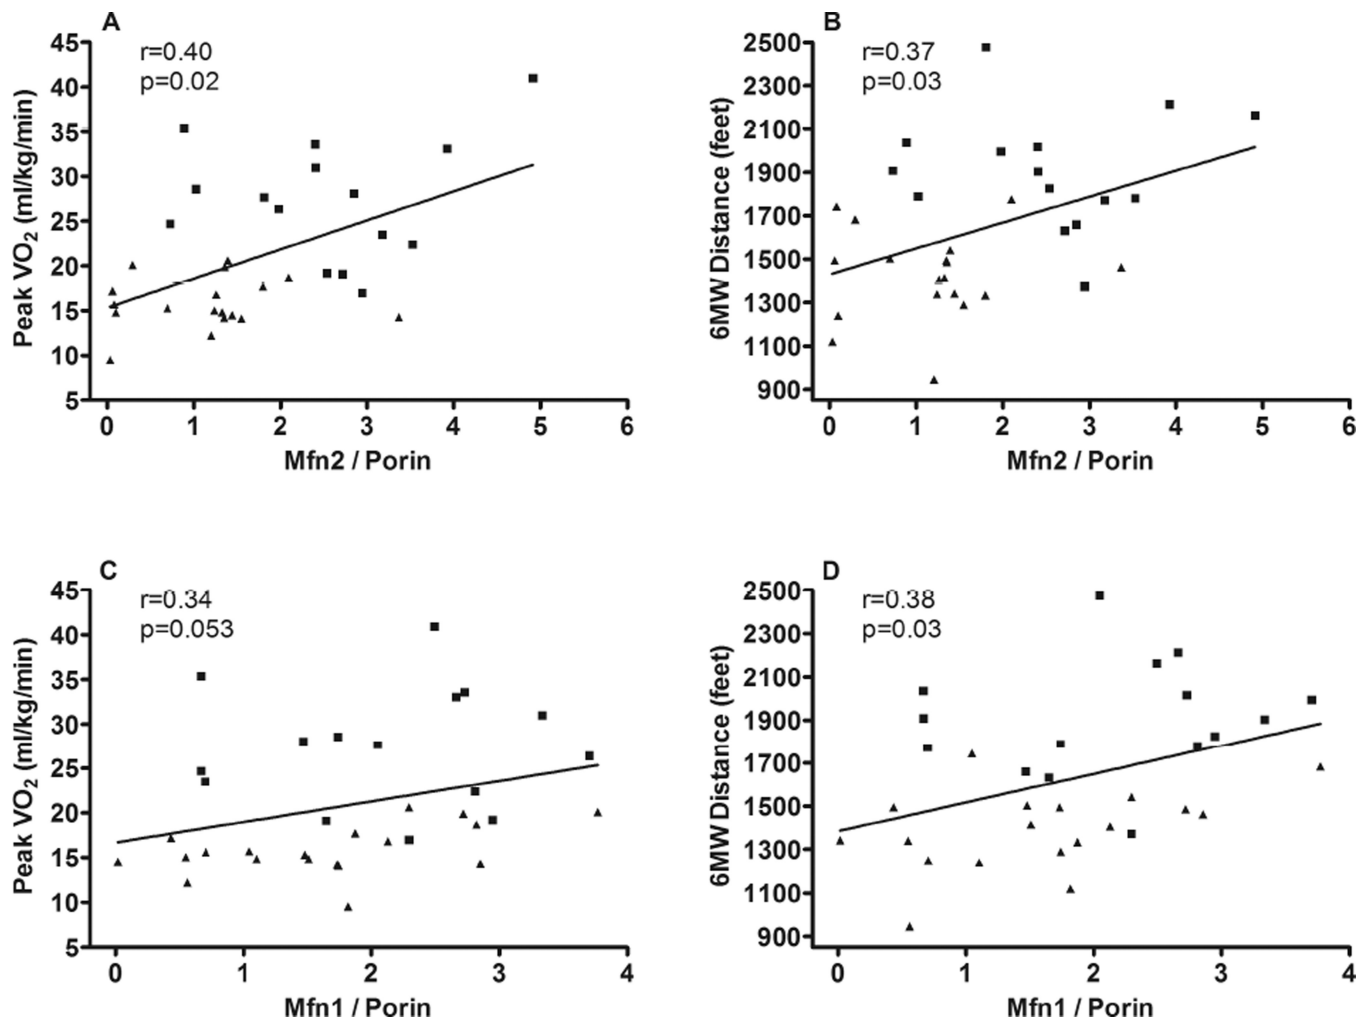 A
r=0.40
p=0.02
45
40
35
30
25
20
15
10
5
Peak VO2 (ml/kg/min)
0 1 2 3 4 5 6
Mfn2 / Porin
B
r=0.37
p=0.03
2500
2300
2100
1900
1700
1500
1300
1100
900
6MW Distance (feet)
0 1 2 3 4 5 6
Mfn2 / Porin
C
r=0.34
p=0.053
45
40
35
30
25
20
15
10
5
Peak VO2 (ml/kg/min)
0 1 2 3 4
Mfn1 / Porin
D
r=0.38
p=0.03
2500
2300
2100
1900
1700
1500
1300
1100
900
6MW Distance (feet)
0 1 2 3 4
Mfn1 / Porin